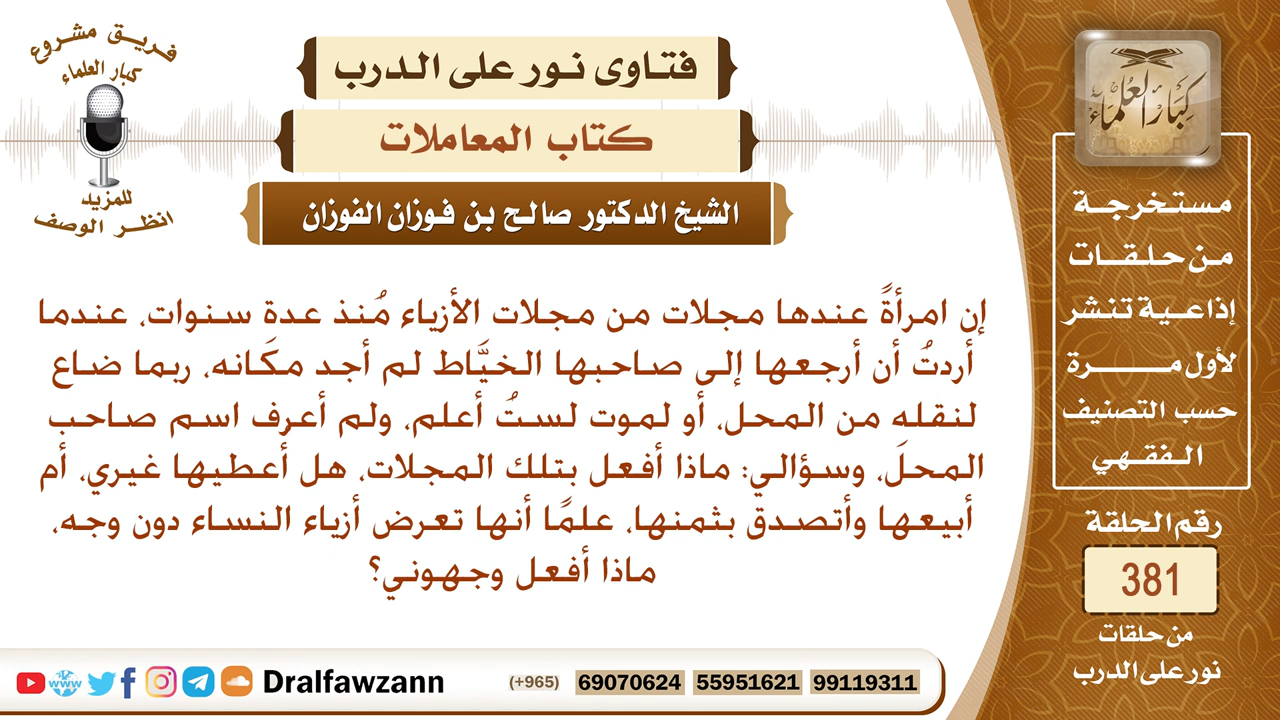 فريق مشروع
كبار العلماء
للمزيد
انظر الوصف
فتاوى نور على الدرب
كتاب المعاملات
الشيخ الدكتور صالح بن فوزان الفوزان
إن امرأةً عندها مجلات من مجلات الأزياء مُنذ عدة سنوات، عندما
أردتُ أن أرجعها إلى صاحبها الخيَّاط لم أجد مكَانه، ربما ضاع
لنقله من المحل، أو لموت لستُ أعلم، ولم أعرف اسم صاحب
المحلَ، وسؤالي: ماذا أفعل بتلك المجلات، هل أعطيها غيري، أم
أبيعها وأتصدق بثمنها، علمًا أنها تعرض أزياء النساء دون وجه،
ماذا أفعل وجهوني؟
كبار العلماء
مستخرجة
من حلقات
إذاعية تنشر
لأول مرة
حسب التصنيف
الفقهي
رقم الحلقة
381
من حلقات
نور على الدرب
www
Dralfawzann
(+965) 69070624 55951621 99119311